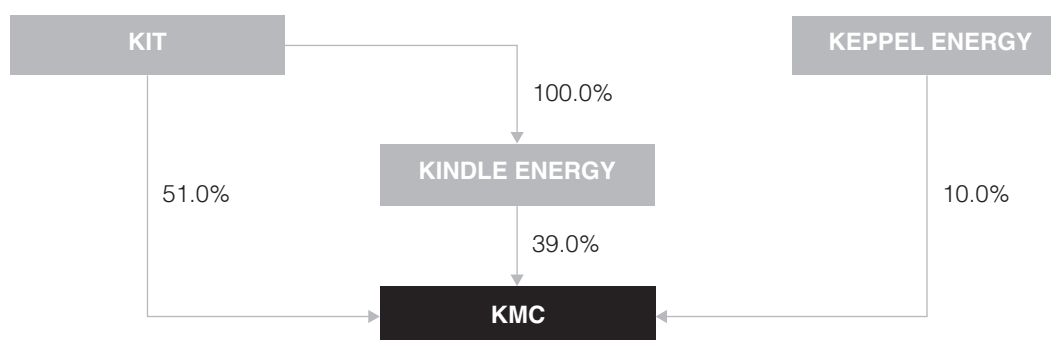 KIT
KEPPEL ENERGY
100.0%
KINDLE ENERGY
51.0%
10.0%
39.0%
KMC